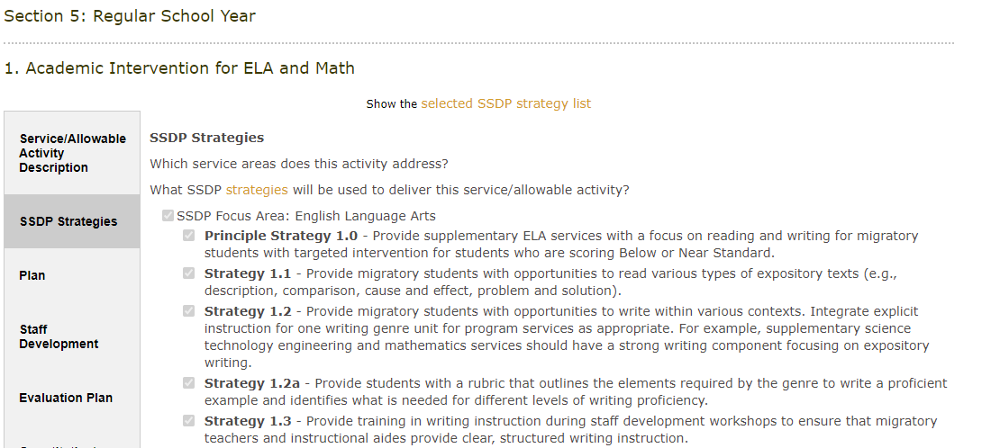 Section 5: Regular School Year
1. Academic Intervention for ELA and Math
Show the selected SSDP strategy list
Service/Allowable
Activity
Description
SSDP Strategies
Plan
Staff
Development
Evaluation Plan
SSDP Strategies
Which service areas does this activity address?
What SSDP strategies will be used to deliver this service/allowable activity?
SSDP Focus Area: English Language Arts
Principle Strategy 1.0 - Provide supplementary ELA services with a focus on reading and writing for migratory
students with targeted intervention for students who are scoring Below or Near Standard.
Strategy 1.1 - Provide migratory students with opportunities to read various types of expository texts (e.g.,
description, comparison, cause and effect, problem and solution).
Strategy 1.2 - Provide migratory students with opportunities to write within various contexts. Integrate explicit
instruction for one writing genre unit for program services as appropriate. For example, supplementary science
technology engineering and mathematics services should have a strong writing component focusing on expository
writing.
Strategy 1.2a - Provide students with a rubric that outlines the elements required by the genre to write a proficient
example and identifies what is needed for different levels of writing proficiency.
Strategy 1.3 - Provide training in writing instruction during staff development workshops to ensure that migratory
teachers and instructional aides provide clear, structured writing instruction.